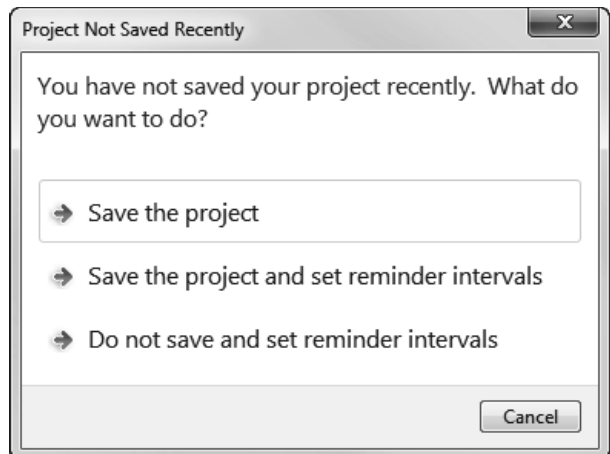 Project Not Saved Recently
You have not saved your project recently. What do
you want to do?
Save the project
Save the project and set reminder intervals
Do not save and set reminder intervals
Cancel